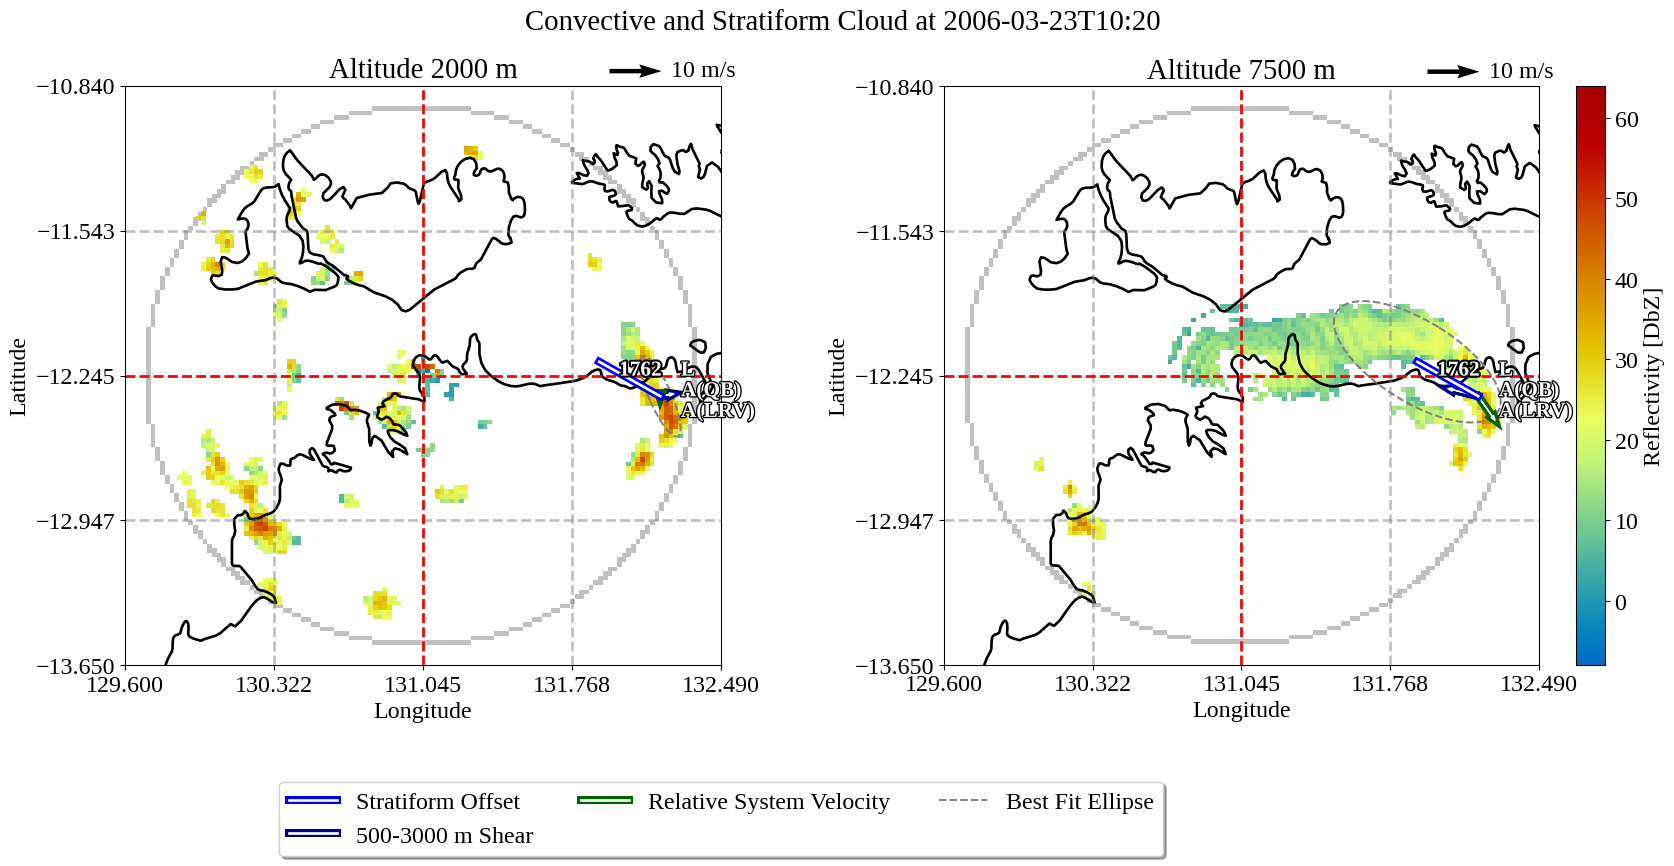 Convective and Stratiform Cloud at 2006-03-23T10:20
Altitude 2000 m
10 m/s
−10.840
−11.543
−12.245
−12.947
−13.650
129.600
130.322
131.045
131.768
132.490
Longitude
Latitude
1762
L
A(QB)
A(LRV)
Altitude 7500 m
10 m/s
−10.840
−11.543
−12.245
−12.947
−13.650
129.600
130.322
131.045
131.768
132.490
Longitude
Latitude
1762
L
A(QB)
A(LRV)
60
50
40
30
20
10
0
Reflectivity [DbZ]
Stratiform Offset
500-3000 m Shear
Relative System Velocity
Best Fit Ellipse